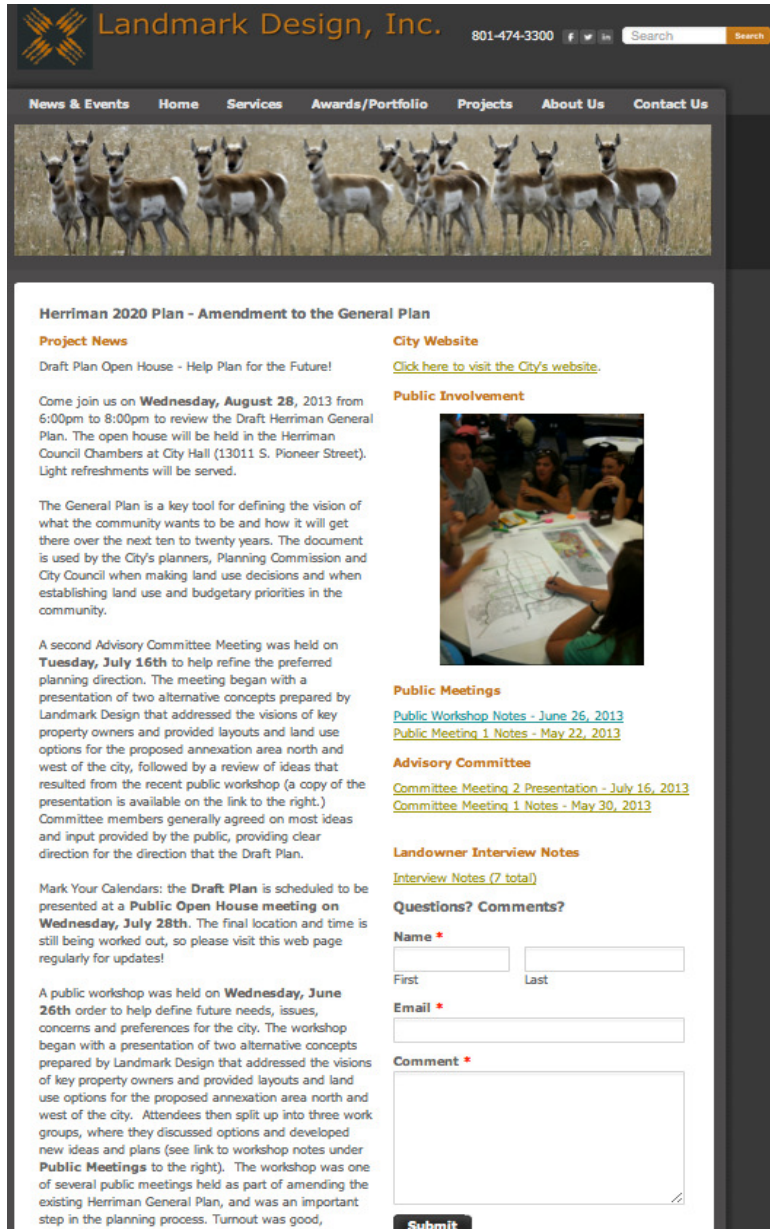 Landmark Design, Inc.
801-474-3300
Search
Search
News & Events Home Services Awards/Portfolio Projects About Us Contact Us
Herriman 2020 Plan - Amendment to the General Plan
Project News
Draft Plan Open House - Help Plan for the Future!
Come join us on Wednesday, August 28, 2013 from
6:00pm to 8:00pm to review the Draft Herriman General
Plan. The open house will be held in the Herriman
Council Chambers at City Hall (13011 S. Pioneer Street).
Light refreshments will be served.
The General Plan is a key tool for defining the vision of
what the community wants to be and how it will get
there over the next ten to twenty years. The document
is used by the City's planners, Planning Commission and
City Council when making land use decisions and when
establishing land use and budgetary priorities in the
community.
A second Advisory Committee Meeting was held on
Tuesday, July 16th to help refine the preferred
planning direction. The meeting began with a
presentation of two alternative concepts prepared by
Landmark Design that addressed the visions of key
property owners and provided layouts and land use
options for the proposed annexation area north and
west of the city, followed by a review of ideas that
resulted from the recent public workshop (a copy of the
presentation is available on the link to the right.)
Committee members generally agreed on most ideas
and input provided by the public, providing clear
direction for the direction that the Draft Plan.
Mark Your Calendars: the Draft Plan is scheduled to be
presented at a Public Open House meeting on
Wednesday, July 28th. The final location and time is
still being worked out, so please visit this web page
regularly for updates!
A public workshop was held on Wednesday, June
26th order to help define future needs, issues,
concerns and preferences for the city. The workshop
began with a presentation of two alternative concepts
prepared by Landmark Design that addressed the visions
of key property owners and provided layouts and land
use options for the proposed annexation area north and
west of the city. Attendees then split up into three work
groups, where they discussed options and developed
new ideas and plans (see link to workshop notes under
Public Meetings to the right). The workshop was one
of several public meetings held as part of amending the
existing Herriman General Plan, and was an important
step in the planning process. Turnout was good,
City Website
Click here to visit the City's website.
Public Involvement
Public Meetings
Public Workshop Notes - June 26, 2013
Public Meeting 1 Notes - May 22, 2013
Advisory Committee
Committee Meeting 2 Presentation - July 16, 2013
Committee Meeting 1 Notes - May 30, 2013
Landowner Interview Notes
Interview Notes (7 total)
Questions? Comments?
Name *
First Last
Email *
Comment *
Submit